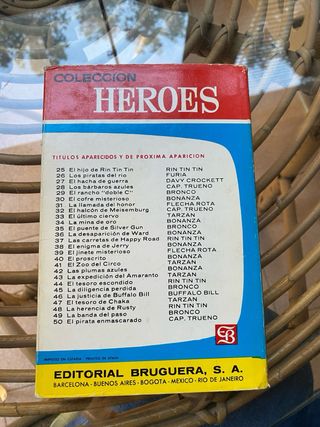 COLECCION
HEROES
TITULOS APARECIDOS Y DE PROXIMA APARICION
25 El hijo de Rin Tin Tin RIN TIN TIN
26 Los piratas del río FURIA
27 El hacha de guerra DAVY CROCKETT
28 Los bárbaros azules CAP. TRUENO
29 El rancho "doble C" BRONCO
30 El cofre misterioso BONANZA
31 La llamada del honor FLECHA ROTA
32 El halcón de Meisemburg CAP. TRUENO
33 El último ciervo TARZAN
34 La mina de oro BONANZA
35 El puente de Silver Gun BRONCO
36 La desaparición de Ward BONANZA
37 Las carretas de Happy Road RIN TIN TIN
38 El enigma de Jerry BONANZA
39 El jinete misterioso FLECHA ROTA
40 El proscrito BONANZA
41 El Zoo del Circo TARZAN
42 Las plumas azules BONANZA
43 La expedición del Amaranto TARZAN
44 El tesoro escondido RIN TIN TIN
45 La diligencia perdida BRONCO
46 La justicia de Buffalo Bill BUFFALO BILL
47 El tesoro de Chaka TARZAN
48 La herencia de Rusty RIN TIN TIN
49 La banda del paso BRONCO
50 El pirata enmascarado CAP. TRUENO
IMPRESO EN ESPAÑA PRINTED IN SPAIN
EDITORIAL BRUGUERA, S. A.
BARCELONA - BUENOS AIRES - BOGOTA - MEXICO - RIO DE JANEIRO